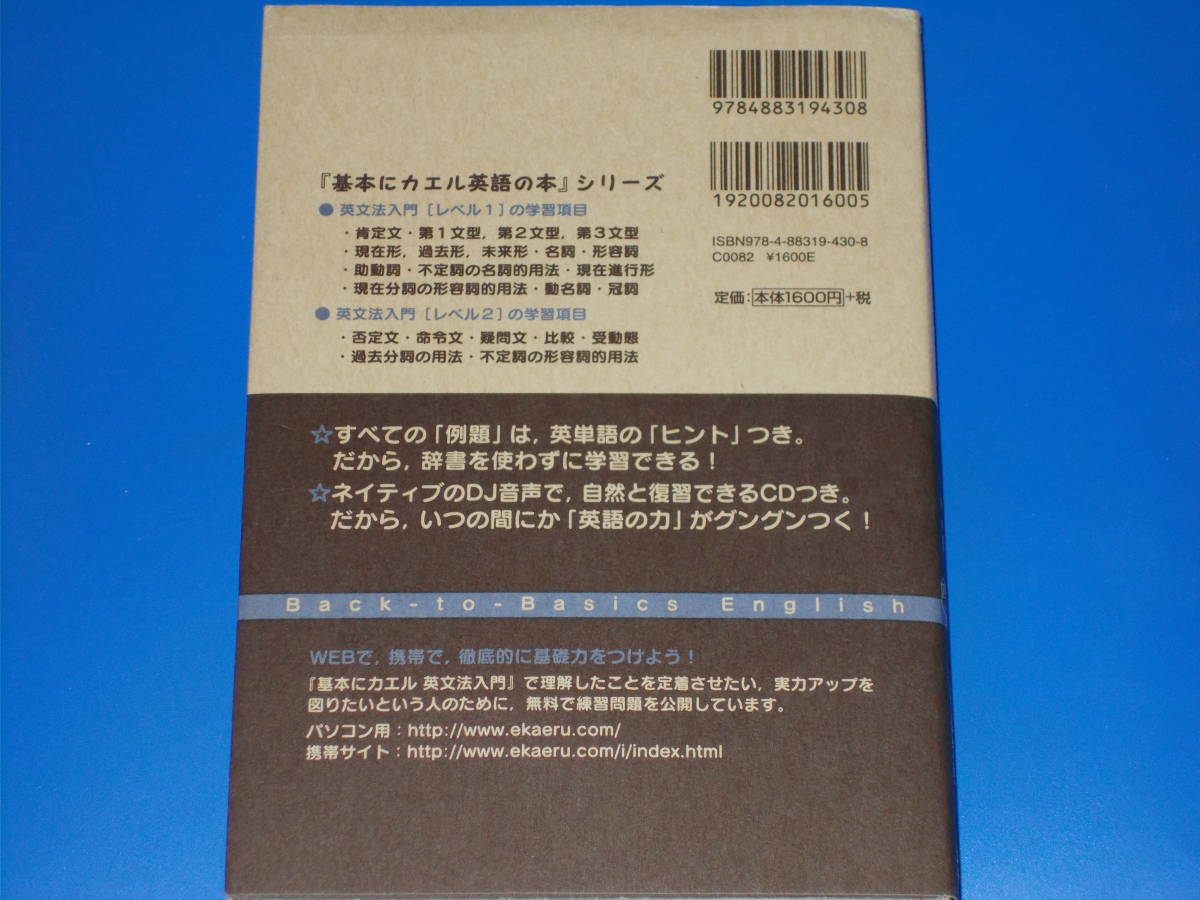 9784883194308
1920082016005
ISBN978-4-88319-430-8
C0082 ¥1600E
定価：本体1600円+税
『基本にカエル英語の本』シリーズ
● 英文法入門［レベル１］の学習項目
・肯定文・第１文型，第２文型，第３文型
・現在形，過去形，未来形・名詞・形容詞
・助動詞・不定詞の名詞的用法・現在進行形
・現在分詞の形容詞的用法・動名詞・冠詞
● 英文法入門［レベル２］の学習項目
・否定文・命令文・疑問文・比較・受動態
・過去分詞の用法・不定詞の形容詞的用法
☆すべての「例題」は，英単語の「ヒント」つき。
だから，辞書を使わずに学習できる！
☆ネイティブのDJ音声で，自然と復習できるCDつき。
だから，いつの間にか「英語の力」がグングンつく！
Back-to-Basics English
WEBで，携帯で，徹底的に基礎力をつけよう！
『基本にカエル 英文法入門』で理解したことを定着させたい，実力アップを
図りたいという人のために，無料で練習問題を公開しています。
パソコン用：http://www.ekaeru.com/
携帯サイト：http://www.ekaeru.com/i/index.html